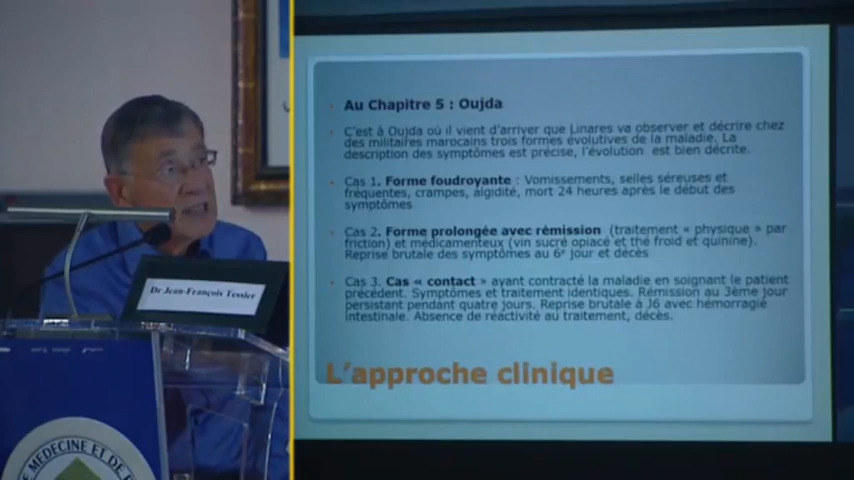 Au Chapitre 5 : Oujda
C'est à Oujda où il vient d'arriver que Linares va observer et décrire chez
des militaires marocains trois formes évolutives de la maladie. La
description des symptômes est précise, l'évolution est bien décrite.
Cas 1. Forme foudroyante : Vomissements, selles séreuses et
fréquentes, crampes, algidité, mort 24 heures après le début des
symptômes
Cas 2. Forme prolongée avec rémission (traitement « physique » par
friction) et médicamenteux (vin sucré opiacé et thé froid et quinine).
Reprise brutale des symptômes au 6e jour et décès
Cas 3. Cas « contact » ayant contracté la maladie en soignant le patient
précédent. Symptômes et traitement identiques. Rémission au 3ème jour
persistant pendant quatre jours. Reprise brutale à J6 avec hémorragie
intestinale. Absence de réactivité au traitement, décès.
L'approche clinique
Dr Jean-François Tessier
MÉDECINE ET DE